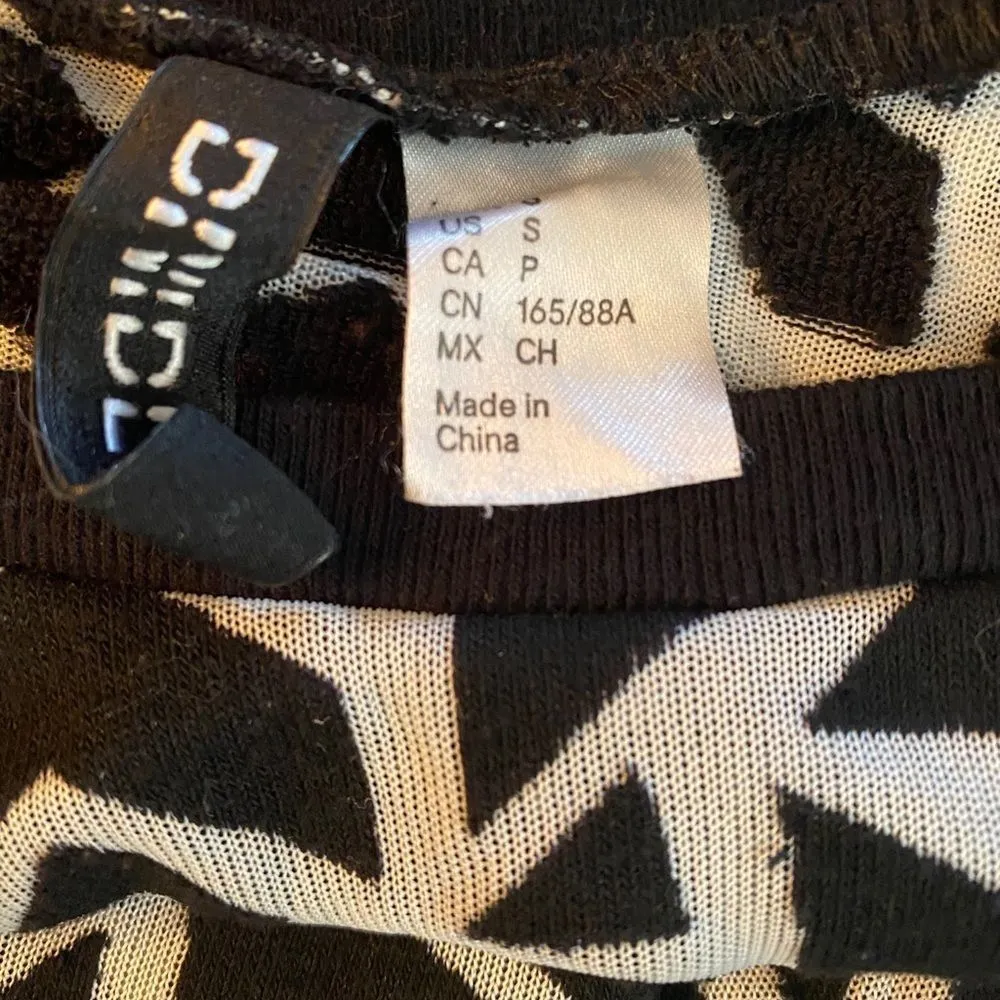 US S
CA P
CN 165/88A
MX CH
Made in
China